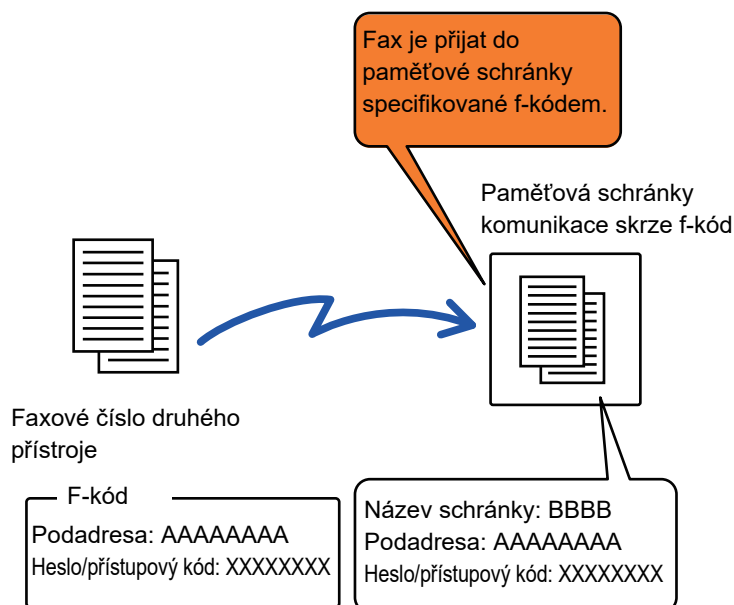 Fax je přijat do
paměťové schránky
specifikované f-kódem.
Paměťová schránky
komunikace skrze f-kód
Faxové číslo druhého
přístroje
F-kód
Podadresa: AAAAAAAA
Heslo/přístupový kód: XXXXXXXX
Název schránky: BBBB
Podadresa: AAAAAAAA
Heslo/přístupový kód: XXXXXXXX